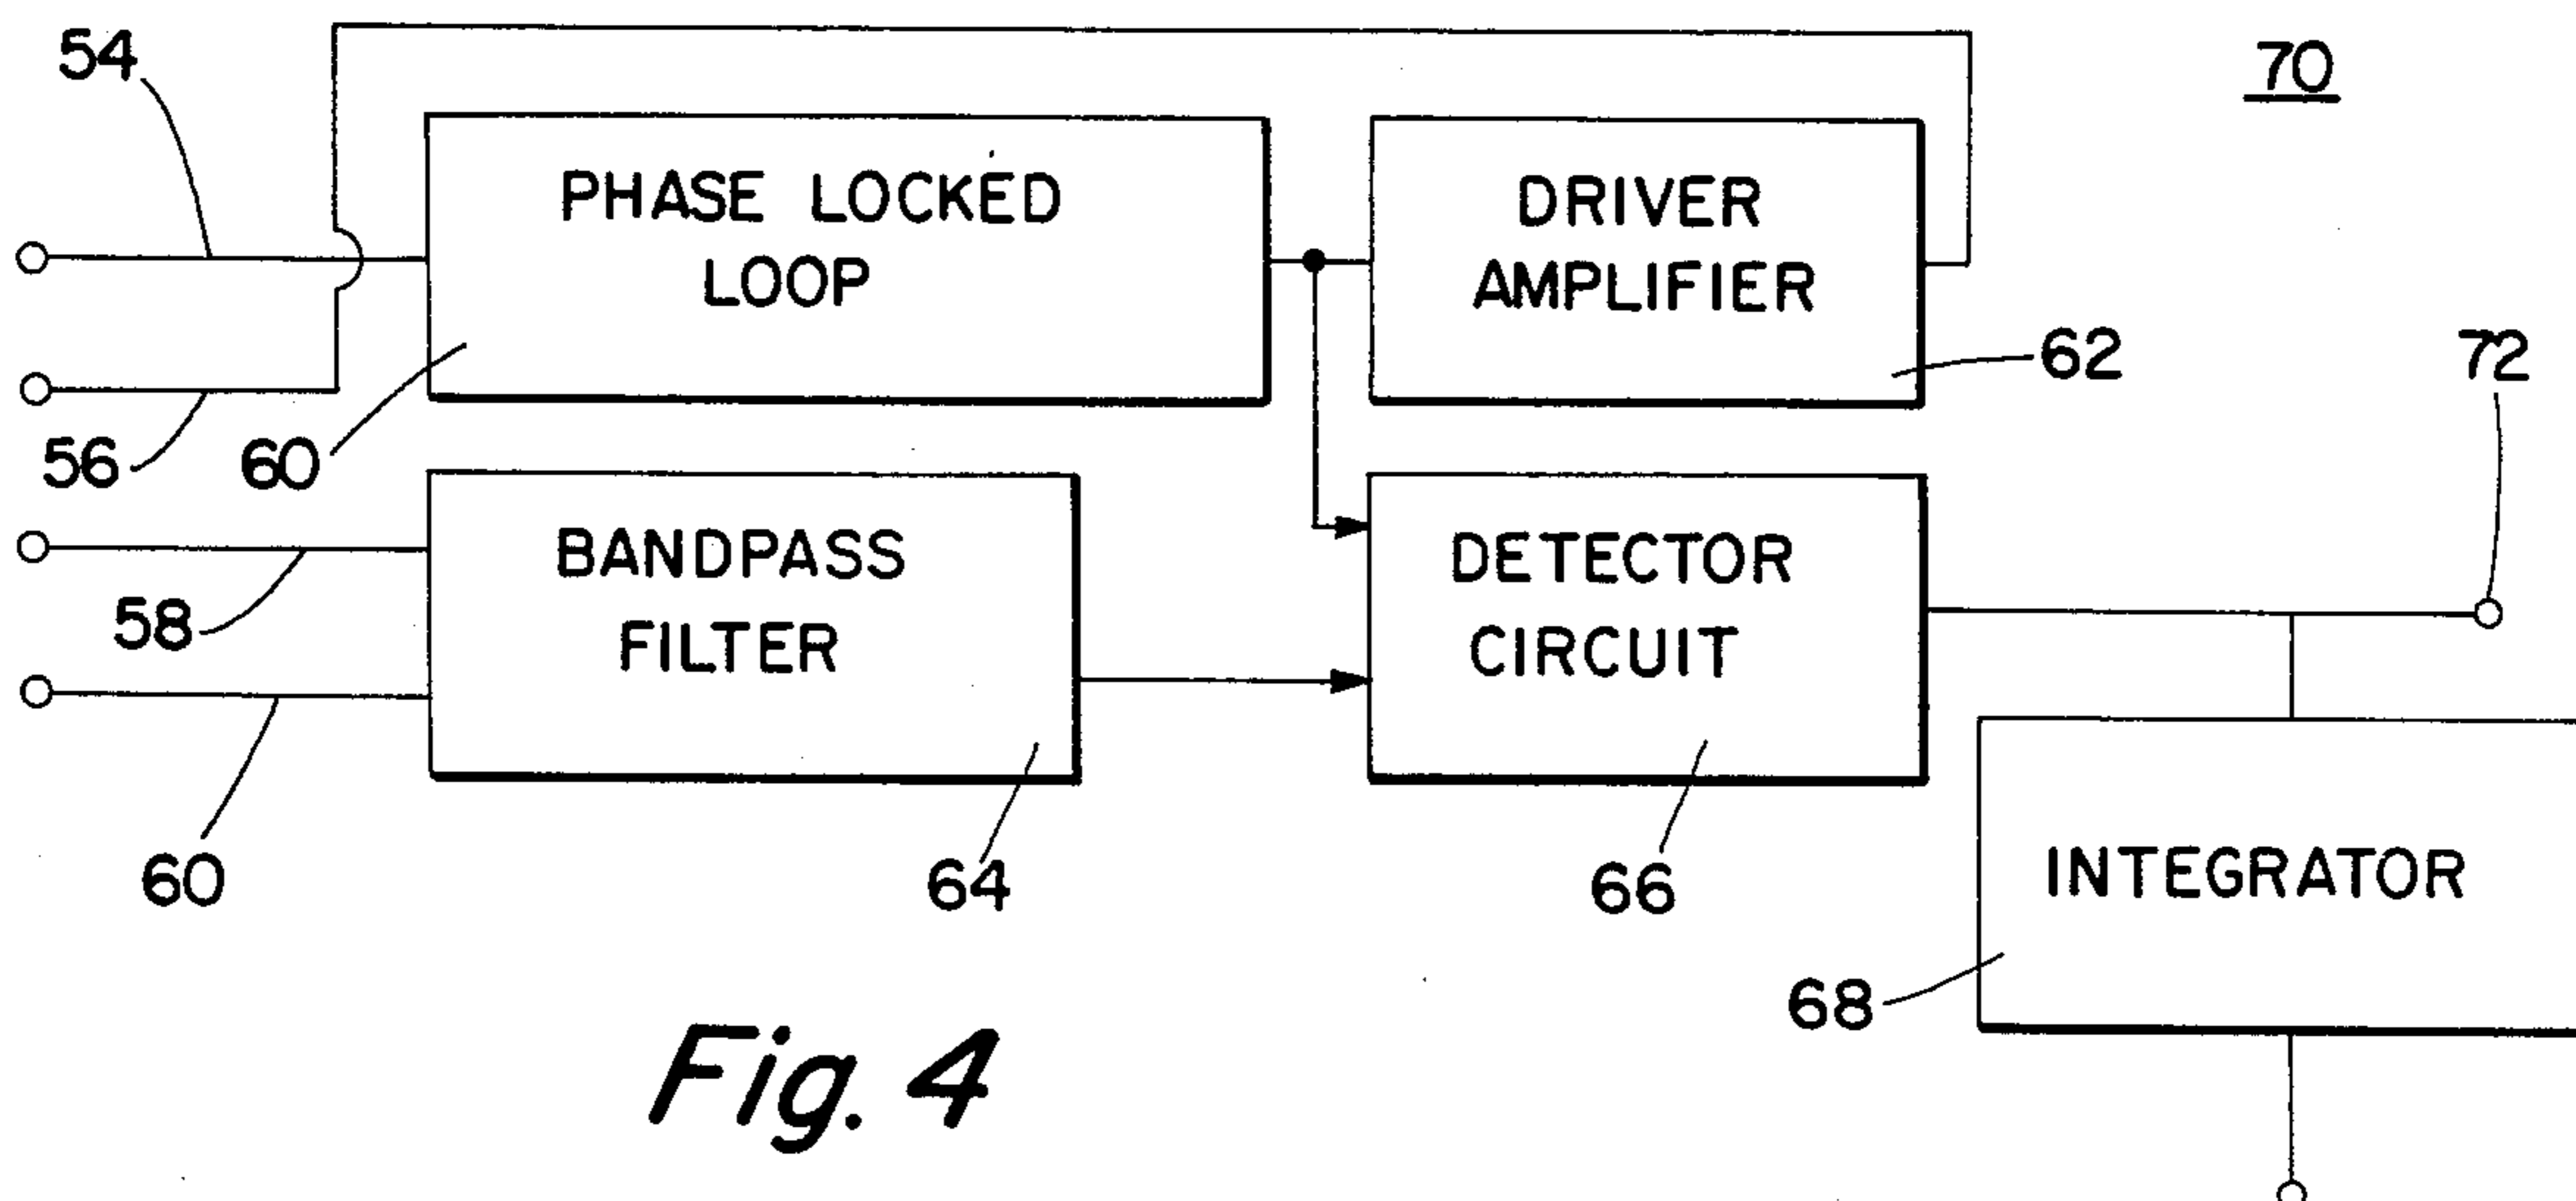 54
70
PHASE LOCKED
LOOP
DRIVER
AMPLIFIER
62
72
56
60
BANDPASS
FILTER
DETECTOR
CIRCUIT
58
60
64
66
INTEGRATOR
68
Fig. 4